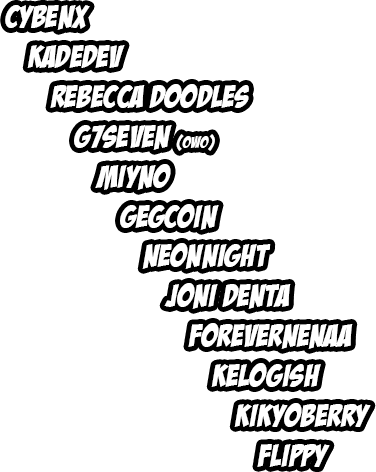 CYBENX
KADEDEV
REBECCA DOODLES
G7SEVEN (OWO)
MIYNO
GEGCOIN
NEONNIGHT
JONI DENTA
FOREVERNENAA
KELOGISH
KIKYOBERRY
FLIPPY